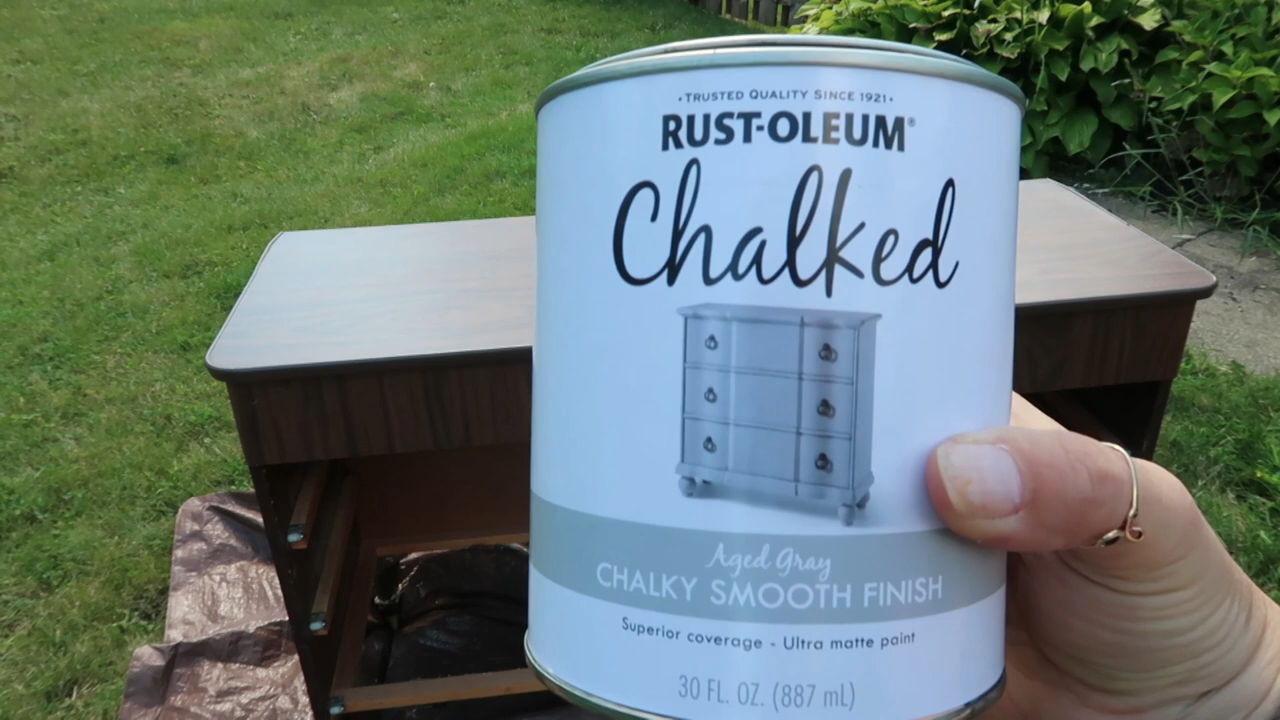 • TRUSTED QUALITY SINCE 1921 •
RUST-OLEUM®
Chalked
Aged Gray
CHALKY SMOOTH FINISH
Superior coverage - Ultra matte paint
30 FL. OZ. (887 mL)